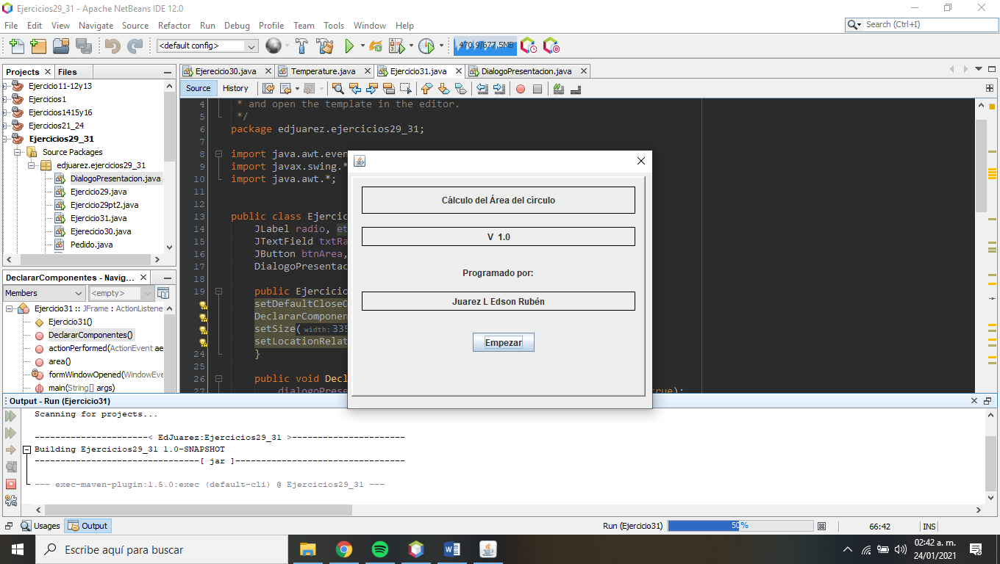 Ejercicios29_31 - Apache NetBeans IDE 12.0
File Edit View Navigate Source Refactor Run Debug Profile Team Tools Window Help
Search (Ctrl+I)
<default config>
470,9/677,5MB
Projects
Files
Ejercicio11-12y13
Ejercicios1
Ejercicios1415y16
Ejercicios21_24
Ejercicios29_31
Source Packages
edjuarez.ejercicios29_31
DialogoPresentacion.java
Ejercicio29.java
Ejercicio29pt2.java
Ejercicio31.java
Ejerecicio30.java
Pedido.java
DeclararComponentes - Navig...
Members
<empty>
Ejercicio31 :: JFrame : ActionListene
Ejercicio31()
DeclararComponentes()
actionPerformed(ActionEvent ae
area()
formWindowOpened(WindowEve
main(String[] args)
Ejerecicio30.java
Temperature.java
Ejercicio31.java
DialogoPresentacion.java
Source
History
4 * and open the template in the editor.
5 */
6 package edjuarez.ejercicios29_31;
7
8 import java.awt.even
9 import javax.swing.*
10 import java.awt.*;
11
12
13 public class Ejercic
14 JLabel radio, et
15 JTextField txtRa
16 JButton btnArea,
17 DialogoPresentac
18
19 public Ejercicio
setDefaultCloseO
DeclararComponen
setSize( width: 335
setLocationRelat
24 }
25
26 public void Decl
27 dialogoPrese
rue);
Cálculo del Área del círculo
V 1.0
Programado por:
Juarez L Edson Rubén
Empezar
Output - Run (Ejercicio31)
Scanning for projects...
----------------------< EdJuarez:Ejercicios29_31 >----------------------
Building Ejercicios29_31 1.0-SNAPSHOT
--------------------------------[ jar ]---------------------------------
--- exec-maven-plugin:1.5.0:exec (default-cli) @ Ejercicios29_31 ---
Usages
Output
Run (Ejercicio31)
50%
66:42
INS
Escribe aquí para buscar
02:42 a. m.
24/01/2021